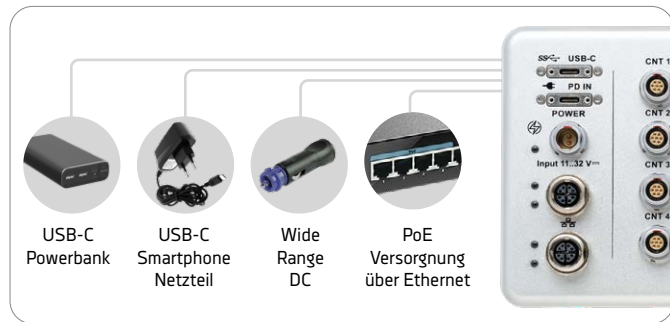 USB-C
Powerbank
USB-C
Smartphone
Netzteil
Wide
Range
DC
PoE
Versorgnung
über Ethernet
USB-C
PD IN
POWER
Input 11..32 V
CNT 1
CNT 2
CNT 3
CNT 4